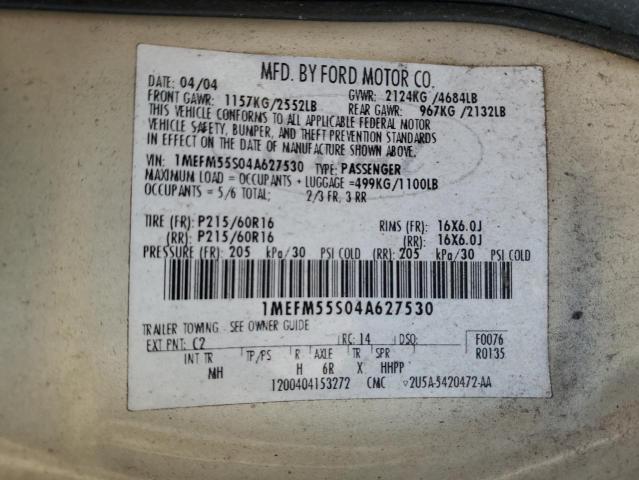 MFD. BY FORD MOTOR CO.
DATE: 04/04 GVWR: 2124KG /4684LB
FRONT GAWR: 1157KG/2552LB REAR GAWR: 967KG /2132LB
THIS VEHICLE CONFORMS TO ALL APPLICABLE FEDERAL MOTOR
VEHICLE SAFETY, BUMPER, AND THEFT PREVENTION STANDARDS
IN EFFECT ON THE DATE OF MANUFACTURE SHOWN ABOVE.
VIN: 1MEFM55S04A627530 TYPE: PASSENGER
MAXIMUM LOAD = OCCUPANTS + LUGGAGE =499KG/1100LB
OCCUPANTS = 5/6 TOTAL; 2/3 FR, 3 RR
TIRE (FR): P215/60R16 RIMS (FR): 16X6.0J
(RR): P215/60R16 (RR): 16X6.0J
PRESSURE (FR): 205 kPa/30 PSI COLD (RR): 205 kPa/30 PSI COLD
1MEFM55S04A627530
TRAILER TOWING - SEE OWNER GUIDE
EXT PNT: C2 RC: 14 DSO: F0076
INT TR TP/PS R AXLE TR SPR R0135
MH H 6R X HHPP
1200404153272 CMC 2U5A-5420472-AA